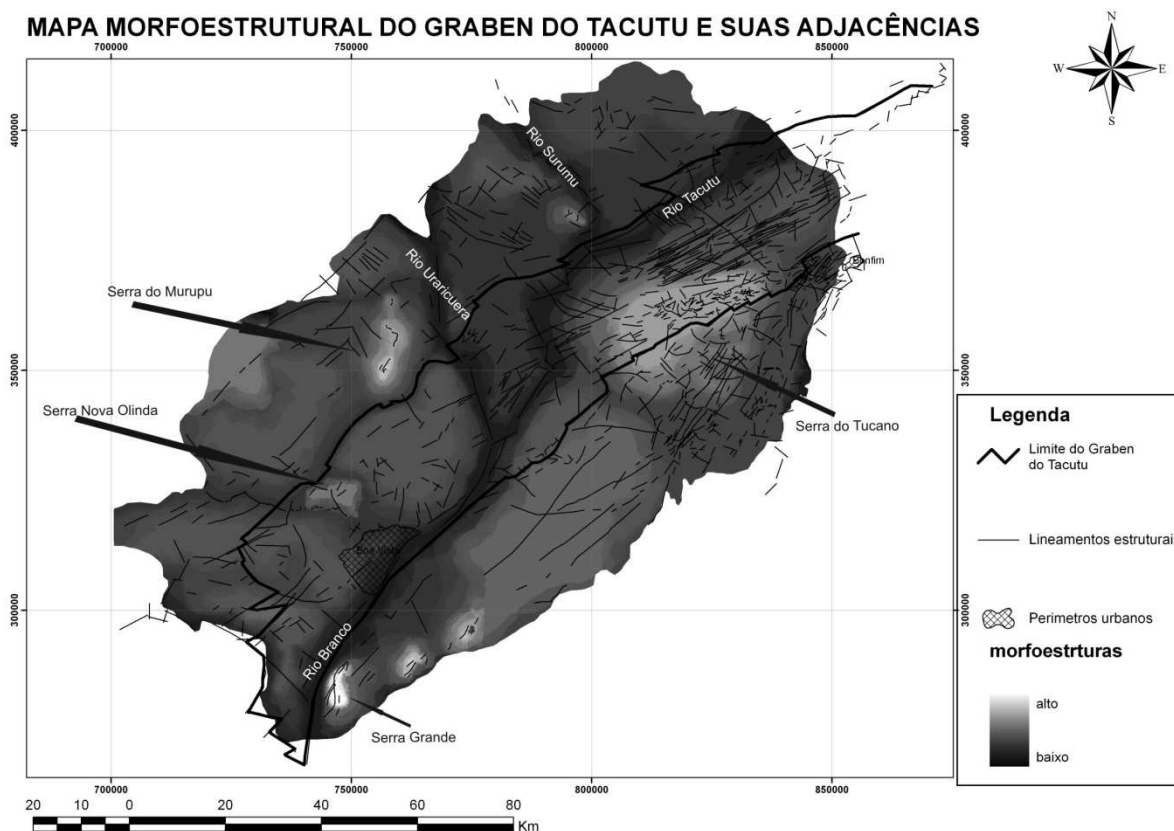 MAPA MORFOESTRUTURAL DO GRABEN DO TACUTU E SUAS ADJACÊNCIAS
N
W E
S
700000 750000 800000 850000
400000 400000
350000 350000
300000 300000
Rio Surumu
Rio Tacutu
Rio Uraricuera
Bonfim
Serra do Murupu
Serra Nova Olinda
Serra do Tucano
Boa Vista
Rio Branco
Serra Grande
Legenda
Limite do Graben
do Tacutu
Lineamentos estruturai
Perimetros urbanos
morfoestrturas
alto
baixo
700000 750000 800000 850000
20 10 0 20 40 60 80
Km